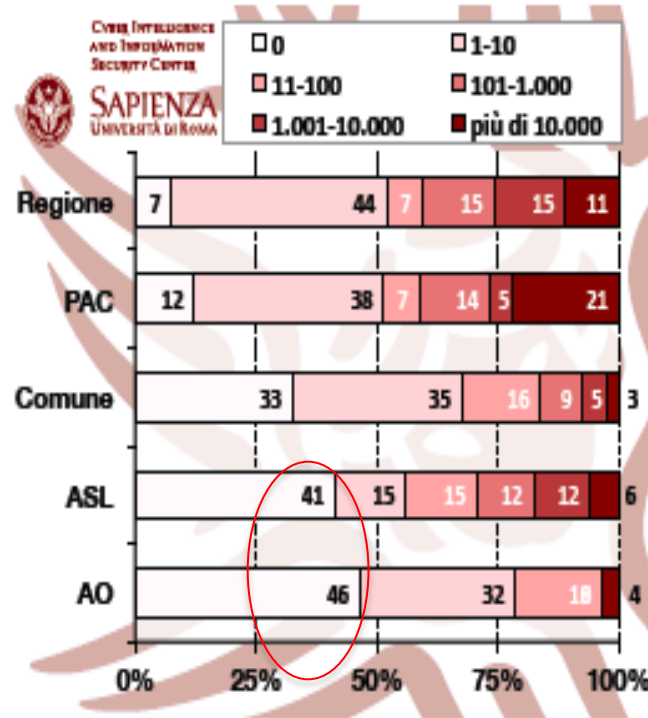 CYBER INTELLIGENCE
AND INFORMATION
SECURITY CENTER
SAPIENZA
UNIVERSITÀ DI ROMA
0 1-10
11-100 101-1.000
1.001-10.000 più di 10.000
Regione 7 44 7 15 15 11
PAC 12 38 7 14 5 21
Comune 33 35 16 9 5 3
ASL 41 15 15 12 12 6
AO 46 32 18 4
0% 25% 50% 75% 100%